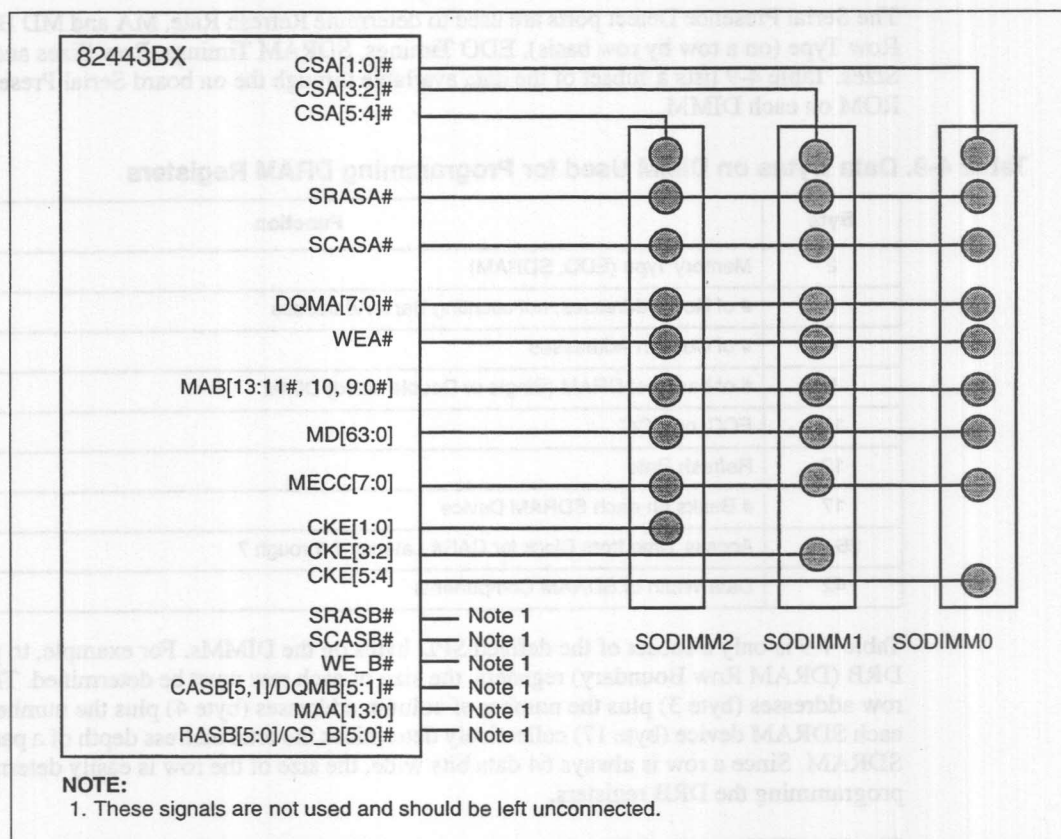 82443BX
CSA[1:0]#
CSA[3:2]#
CSA[5:4]#
SRASA#
SCASA#
DQMA[7:0]#
WEA#
MAB[13:11#, 10, 9:0#]
MD[63:0]
MECC[7:0]
CKE[1:0]
CKE[3:2]
CKE[5:4]
SRASB# Note 1
SCASB# Note 1
WE_B# Note 1
CASB[5,1]/DQMB[5:1]# Note 1
MAA[13:0] Note 1
RASB[5:0]/CS_B[5:0]# Note 1
SODIMM2 SODIMM1 SODIMM0
NOTE:
1. These signals are not used and should be left unconnected.